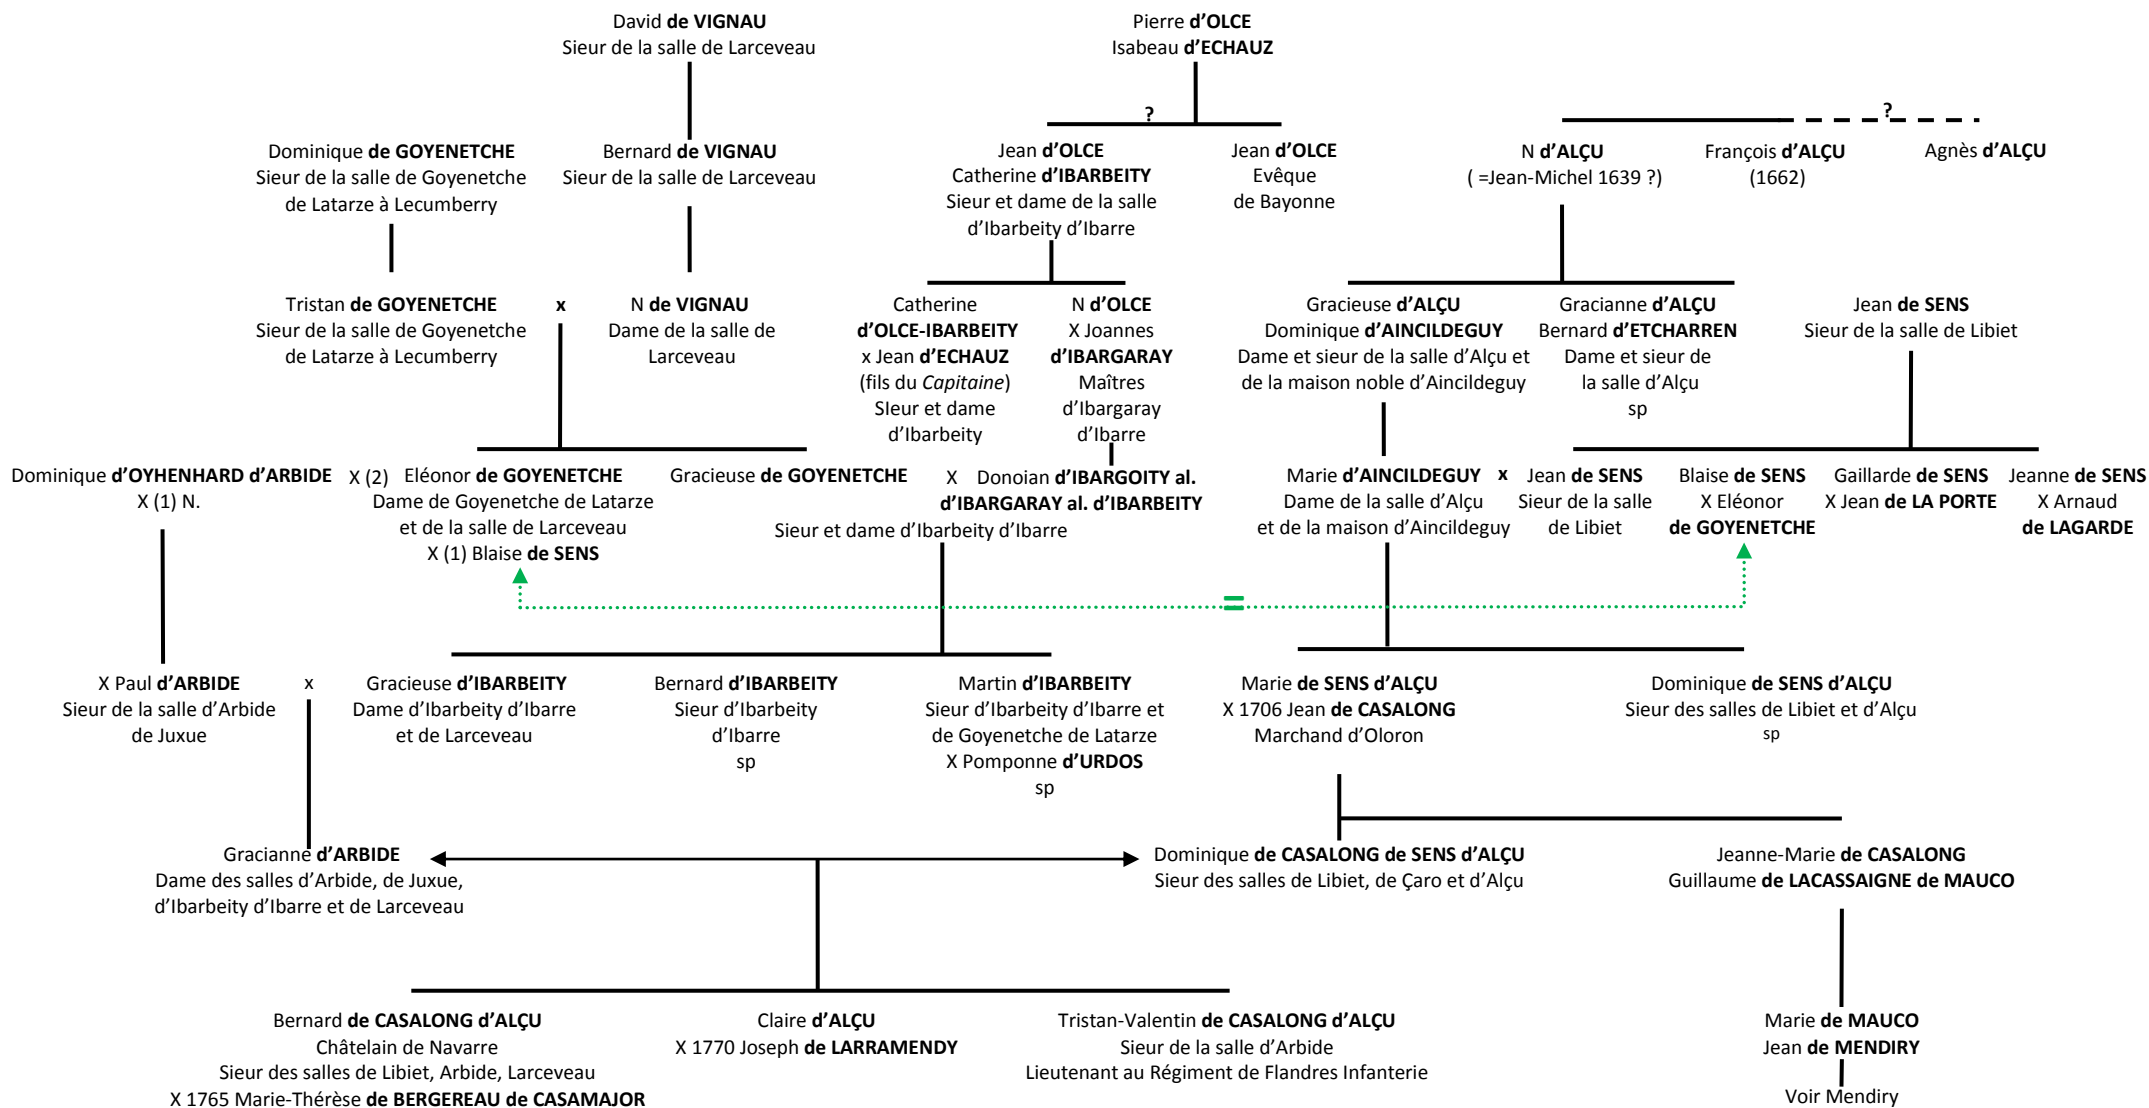 David de VIGNAU
Sieur de la salle de Larceveau
Pierre d'OLCE
Isabeau d'ECHAUZ
?
?
Dominique de GOYENETCHE
Sieur de la salle de Goyenetche
de Latarze à Lecumberry
Bernard de VIGNAU
Sieur de la salle de Larceveau
Jean d'OLCE
Catherine d'IBARBEITY
Sieur et dame de la salle
d'Ibarbeity d'Ibarre
Jean d'OLCE
Evêque
de Bayonne
N d'ALÇU
( =Jean-Michel 1639 ?)
François d'ALÇU
(1662)
Agnès d'ALÇU
Tristan de GOYENETCHE
Sieur de la salle de Goyenetche
de Latarze à Lecumberry
x
N de VIGNAU
Dame de la salle de
Larceveau
Catherine
d'OLCE-IBARBEITY
x Jean d'ECHAUZ
(fils du Capitaine)
SIeur et dame
d'Ibarbeity
N d'OLCE
X Joannes
d'IBARGARAY
Maîtres
d'Ibargaray
d'Ibarre
Gracieuse d'ALÇU
Dominique d'AINCILDEGUY
Dame et sieur de la salle d'Alçu et
de la maison noble d'Aincildeguy
Gracianne d'ALÇU
Bernard d'ETCHARREN
Dame et sieur de
la salle d'Alçu
sp
Jean de SENS
Sieur de la salle de Libiet
Dominique d'OYHENHARD d'ARBIDE
X (1) N.
X (2)
Eléonor de GOYENETCHE
Dame de Goyenetche de Latarze
et de la salle de Larceveau
X (1) Blaise de SENS
Gracieuse de GOYENETCHE
X
Donoian d'IBARGOITY al.
d'IBARGARAY al. d'IBARBEITY
Sieur et dame d'Ibarbeity d'Ibarre
Marie d'AINCILDEGUY
Dame de la salle d'Alçu
et de la maison d'Aincildeguy
x
Jean de SENS
Sieur de la salle
de Libiet
Blaise de SENS
X Eléonor
de GOYENETCHE
Gaillarde de SENS
X Jean de LA PORTE
Jeanne de SENS
X Arnaud
de LAGARDE
=
X Paul d'ARBIDE
Sieur de la salle d'Arbide
de Juxue
x
Gracieuse d'IBARBEITY
Dame d'Ibarbeity d'Ibarre
et de Larceveau
Bernard d'IBARBEITY
Sieur d'Ibarbeity
d'Ibarre
sp
Martin d'IBARBEITY
Sieur d'Ibarbeity d'Ibarre et
de Goyenetche de Latarze
X Pomponne d'URDOS
sp
Marie de SENS d'ALÇU
X 1706 Jean de CASALONG
Marchand d'Oloron
Dominique de SENS d'ALÇU
Sieur des salles de Libiet et d'Alçu
sp
Gracianne d'ARBIDE
Dame des salles d'Arbide, de Juxue,
d'Ibarbeity d'Ibarre et de Larceveau
Dominique de CASALONG de SENS d'ALÇU
Sieur des salles de Libiet, de Çaro et d'Alçu
Jeanne-Marie de CASALONG
Guillaume de LACASSAIGNE de MAUCO
Bernard de CASALONG d'ALÇU
Châtelain de Navarre
Sieur des salles de Libiet, Arbide, Larceveau
X 1765 Marie-Thérèse de BERGEREAU de CASAMAJOR
Claire d'ALÇU
X 1770 Joseph de LARRAMENDY
Tristan-Valentin de CASALONG d'ALÇU
Sieur de la salle d'Arbide
Lieutenant au Régiment de Flandres Infanterie
Marie de MAUCO
Jean de MENDIRY
Voir Mendiry